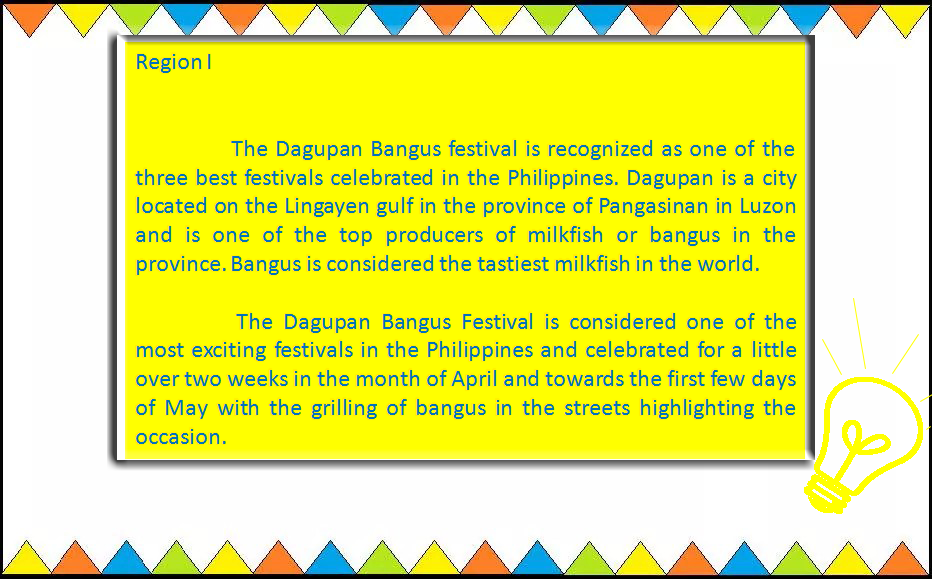 Region I
The Dagupan Bangus festival is recognized as one of the
three best festivals celebrated in the Philippines. Dagupan is a city
located on the Lingayen gulf in the province of Pangasinan in Luzon
and is one of the top producers of milkfish or bangus in the
province. Bangus is considered the tastiest milkfish in the world.
The Dagupan Bangus Festival is considered one of the
most exciting festivals in the Philippines and celebrated for a little
over two weeks in the month of April and towards the first few days
of May with the grilling of bangus in the streets highlighting the
occasion.